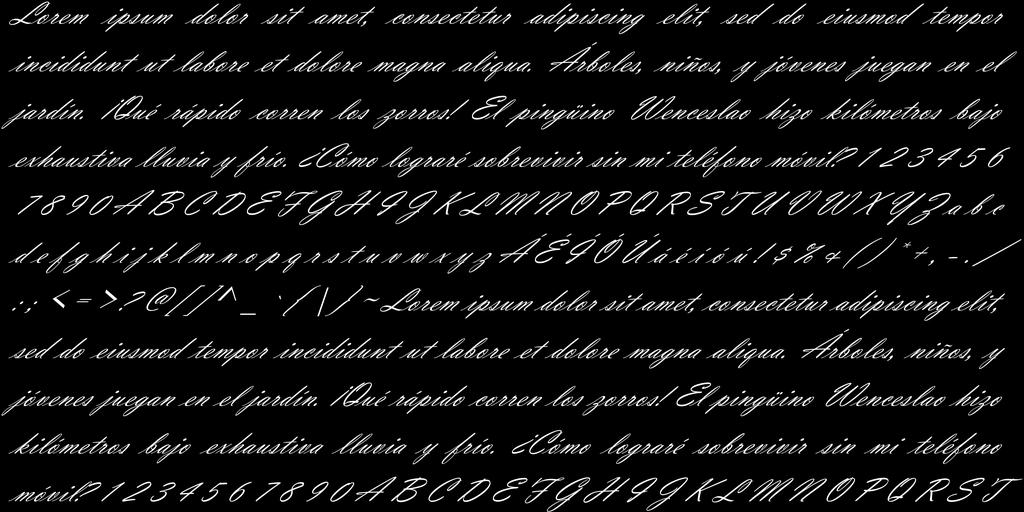 Lorem ipsum dolor sit amet, consectetur adipiscing elit, sed do eiusmod tempor
incididunt ut labore et dolore magna aliqua. Árboles, niños, y jóvenes juegan en el
jardín. ¡Qué rápido corren los zorros! El pingüino Wenceslao hizo kilómetros bajo
exhaustiva lluvia y frío. ¿Cómo lograré sobrevivir sin mi teléfono móvil? 1 2 3 4 5 6
7 8 9 0 A B C D E F G H I J K L M N O P Q R S T U V W X Y Z a b c
d e f g h i j k l m n o p q r s t u v w x y z Á É Í Ó Ú á é í ó ú ! $ % & ( ) * + , - . /
: ; < = > ? @ [ ] ^ _ ` { | } ~ Lorem ipsum dolor sit amet, consectetur adipiscing elit,
sed do eiusmod tempor incididunt ut labore et dolore magna aliqua. Árboles, niños, y
jóvenes juegan en el jardín. ¡Qué rápido corren los zorros! El pingüino Wenceslao hizo
kilómetros bajo exhaustiva lluvia y frío. ¿Cómo lograré sobrevivir sin mi teléfono
móvil? 1 2 3 4 5 6 7 8 9 0 A B C D E F G H I J K L M N O P Q R S T